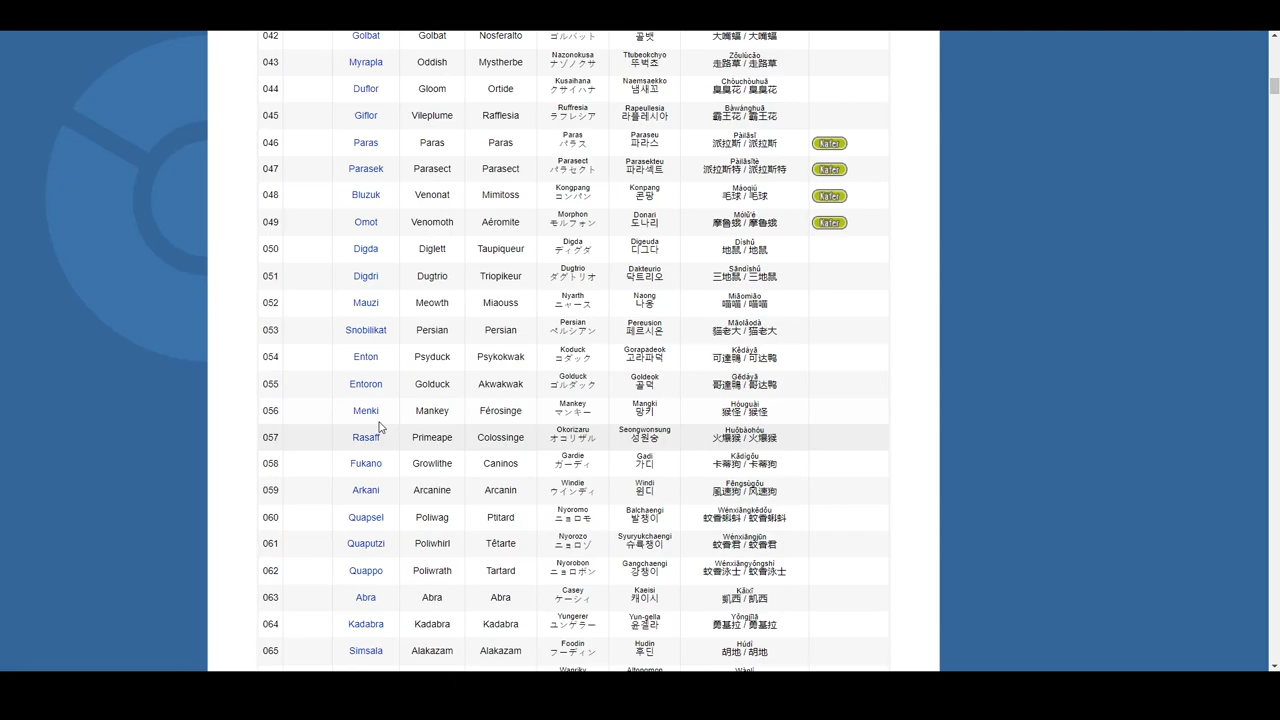 042 Golbat Golbat Nosferalto ゴルバット 골뱃 大嘴蝠 / 大嘴蝠
Nazonokusa Ttubeokchyo Zǒulùcǎo
043 Myrapla Oddish Mystherbe ナゾノクサ 뚜벅쵸 走路草 / 走路草
Kusaihana Naemsaekko Chòuchòuhuā
044 Duflor Gloom Ortide クサイハナ 냄새꼬 臭臭花 / 臭臭花
Ruffresia Rapeullesia Bàwánghuā
045 Giflor Vileplume Rafflesia ラフレシア 라플레시아 霸王花 / 霸王花
Paras Paraseu Pàilāsī
046 Paras Paras Paras パラス 파라스 派拉斯 / 派拉斯 Käfer
Parasect Parasekteu Pàilāsītè
047 Parasek Parasect Parasect パラセクト 파라섹트 派拉斯特 / 派拉斯特 Käfer
Kongpang Konpang Máoqiú
048 Bluzuk Venonat Mimitoss コンパン 콘팡 毛球 / 毛球 Käfer
Morphon Donari Mólǔ'é
049 Omot Venomoth Aéromite モルフォン 도나리 摩魯蛾 / 摩鲁蛾 Käfer
Digda Digeuda Dìshǔ
050 Digda Diglett Taupiqueur ディグダ 디그다 地鼠 / 地鼠
Dugtrio Dakteurio Sāndìshǔ
051 Digdri Dugtrio Triopikeur ダグトリオ 닥트리오 三地鼠 / 三地鼠
Nyarth Naong Miāomiāo
052 Mauzi Meowth Miaouss ニャース 나옹 喵喵 / 喵喵
Persian Pereusion Māolǎodà
053 Snobilikat Persian Persian ペルシアン 페르시온 貓老大 / 猫老大
Koduck Gorapadeok Kědáyā
054 Enton Psyduck Psykokwak コダック 고라파덕 可達鴨 / 可达鸭
Golduck Goldeok Gēdáyā
055 Entoron Golduck Akwakwak ゴルダック 골덕 哥達鴨 / 哥达鸭
Mankey Mangki Hóuguài
056 Menki Mankey Férosinge マンキー 망키 猴怪 / 猴怪
Okorizaru Seongwonsung Huǒbàohóu
057 Rasaff Primeape Colossinge オコリザル 성원숭 火爆猴 / 火爆猴
Gardie Gadi Kǎdìgǒu
058 Fukano Growlithe Caninos ガーディ 가디 卡蒂狗 / 卡蒂狗
Windie Windi Fēngsùgǒu
059 Arkani Arcanine Arcanin ウインディ 윈디 風速狗 / 风速狗
Nyoromo Balchaengi Wénxiāngkēdǒu
060 Quapsel Poliwag Ptitard ニョロモ 발챙이 蚊香蝌蚪 / 蚊香蝌蚪
Nyorozo Syuryukchaengi Wénxiāngjūn
061 Quaputzi Poliwhirl Têtarte ニョロゾ 슈륙챙이 蚊香君 / 蚊香君
Nyorobon Gangchaengi Wénxiāngyǒngshì
062 Quappo Poliwrath Tartard ニョロボン 강챙이 蚊香泳士 / 蚊香泳士
Casey Kaeisi Kǎixī
063 Abra Abra Abra ケーシィ 캐이시 凱西 / 凯西
Yungerer Yun-gella Yǒngjīlā
064 Kadabra Kadabra Kadabra ユンゲラー 윤겔라 勇基拉 / 勇基拉
Foodin Hudin Húdì
065 Simsala Alakazam Alakazam フーディン 후딘 胡地 / 胡地